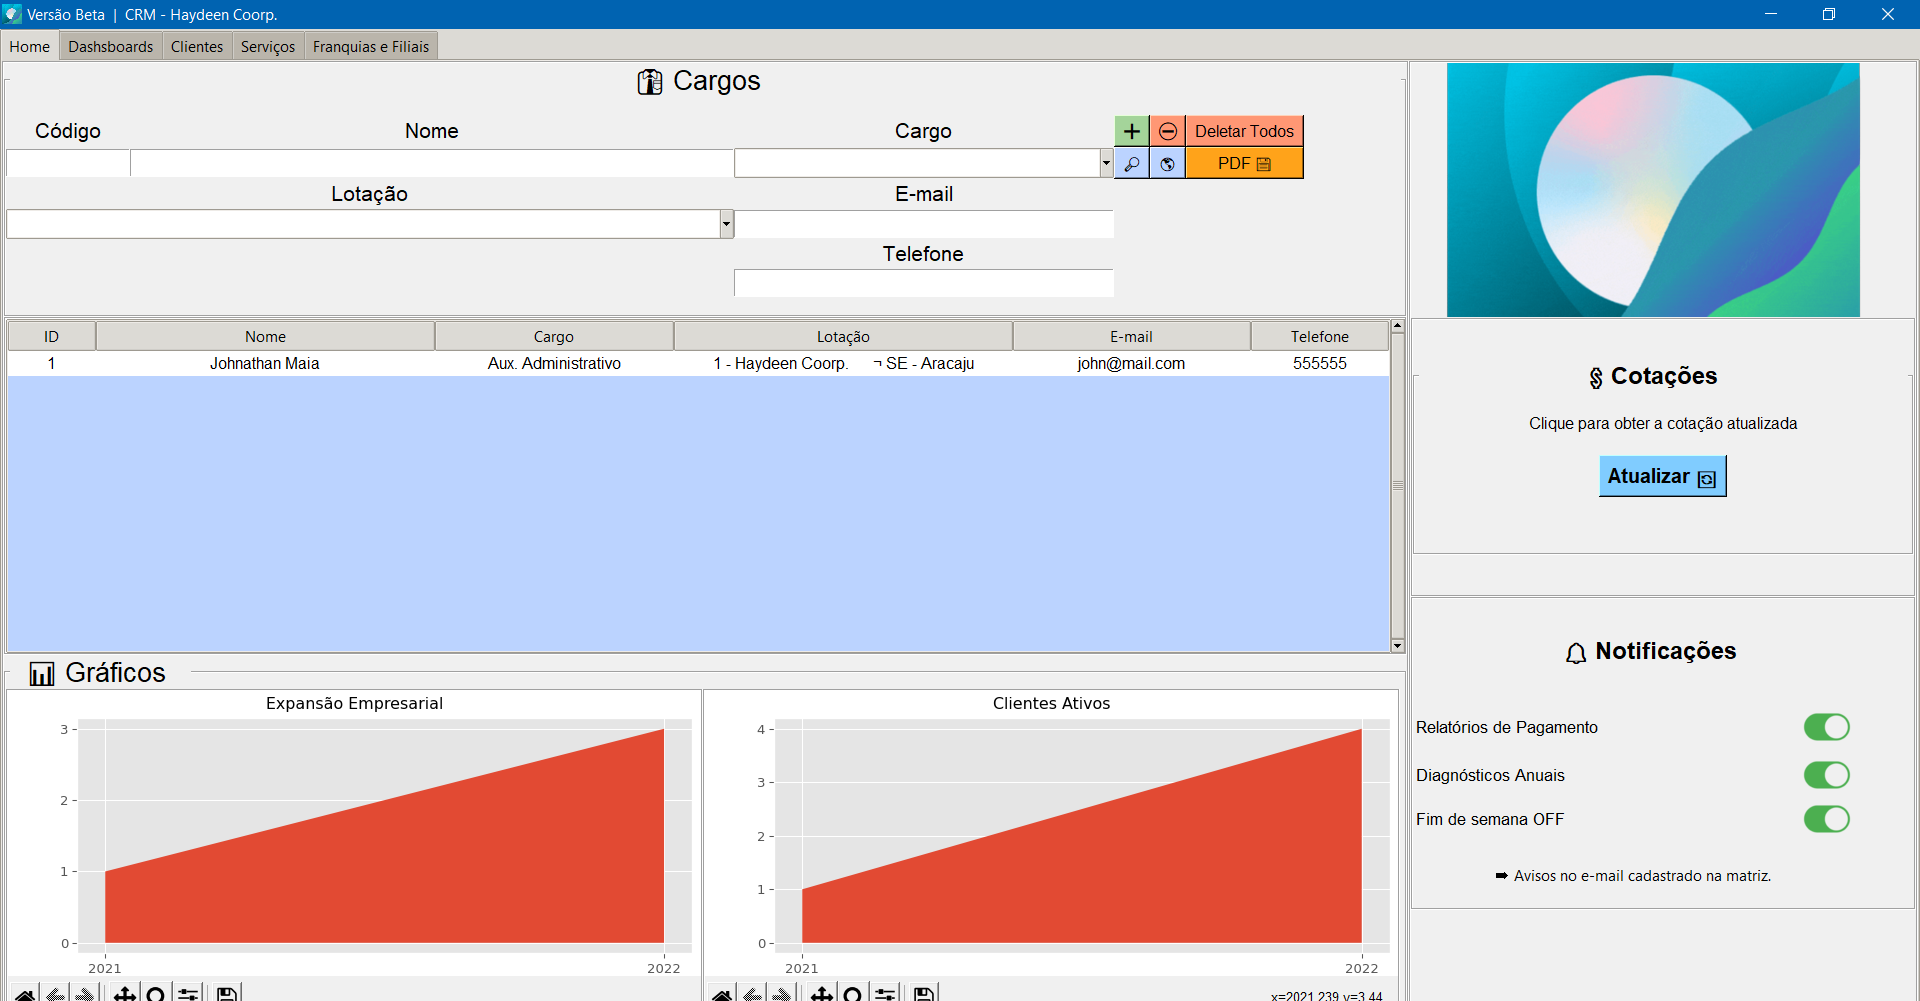 Versão Beta | CRM - Haydeen Coorp.
Home Dashsboards Clientes Serviços Franquias e Filiais
Cargos
Código Nome Cargo
+ Deletar Todos
PDF
Lotação E-mail
Telefone
ID Nome Cargo Lotação E-mail Telefone
1 Johnathan Maia Aux. Administrativo 1 - Haydeen Coorp. ¬ SE - Aracaju john@mail.com 555555
Gráficos
Expansão Empresarial
3
2
1
0
2021 2022
Clientes Ativos
4
3
2
1
0
2021 2022
x=2021.239 y=3.44
Cotações
Clique para obter a cotação atualizada
Atualizar
Notificações
Relatórios de Pagamento
Diagnósticos Anuais
Fim de semana OFF
➡ Avisos no e-mail cadastrado na matriz.